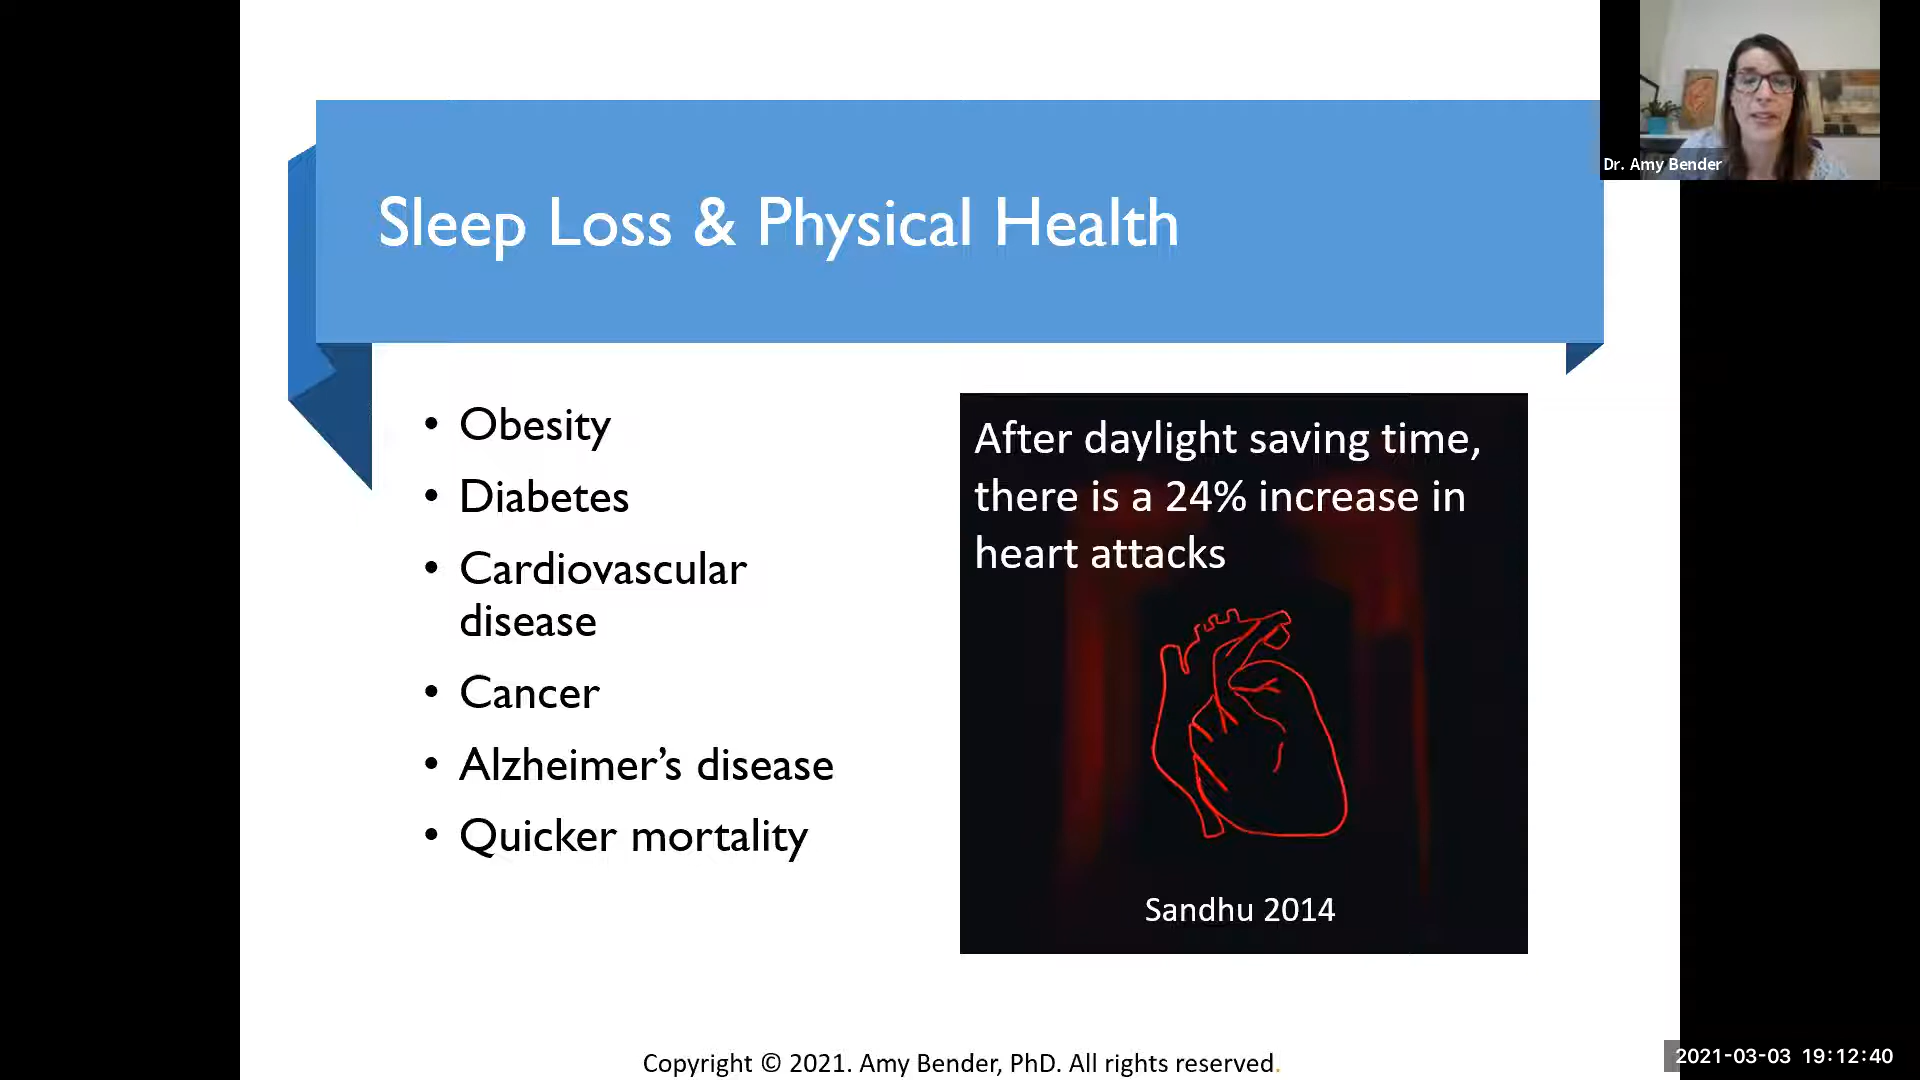 Dr. Amy Bender
Sleep Loss & Physical Health
• Obesity
• Diabetes
• Cardiovascular
disease
• Cancer
• Alzheimer’s disease
• Quicker mortality
After daylight saving time,
there is a 24% increase in
heart attacks
Sandhu 2014
Copyright © 2021. Amy Bender, PhD. All rights reserved.
2021-03-03 19:12:40